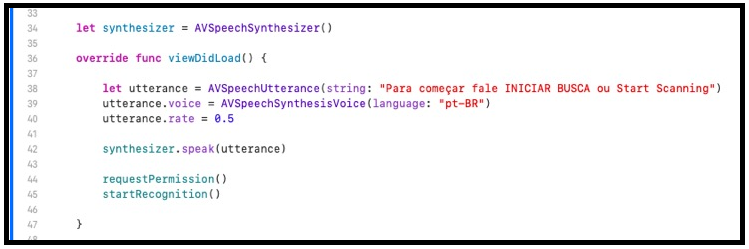 33
34 let synthesizer = AVSpeechSynthesizer()
35
36 override func viewDidLoad() {
37
38 let utterance = AVSpeechUtterance(string: "Para começar fale INICIAR BUSCA ou Start Scanning")
39 utterance.voice = AVSpeechSynthesisVoice(language: "pt-BR")
40 utterance.rate = 0.5
41
42 synthesizer.speak(utterance)
43
44 requestPermission()
45 startRecognition()
46
47 }
48